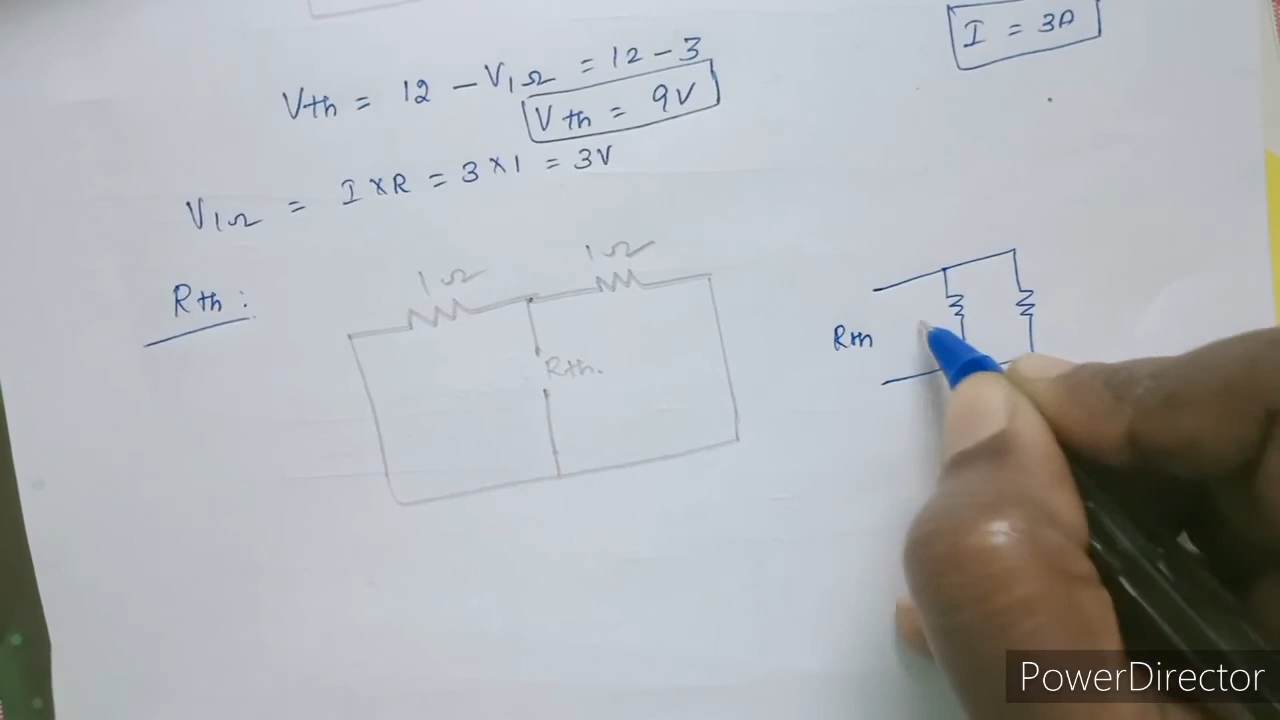 I = 3A
Vth = 12 - V1Ω = 12 - 3
Vth = 9V
V1Ω = I × R = 3 × 1 = 3V
Rth :
1Ω
1Ω
Rth.
Rth
PowerDirector